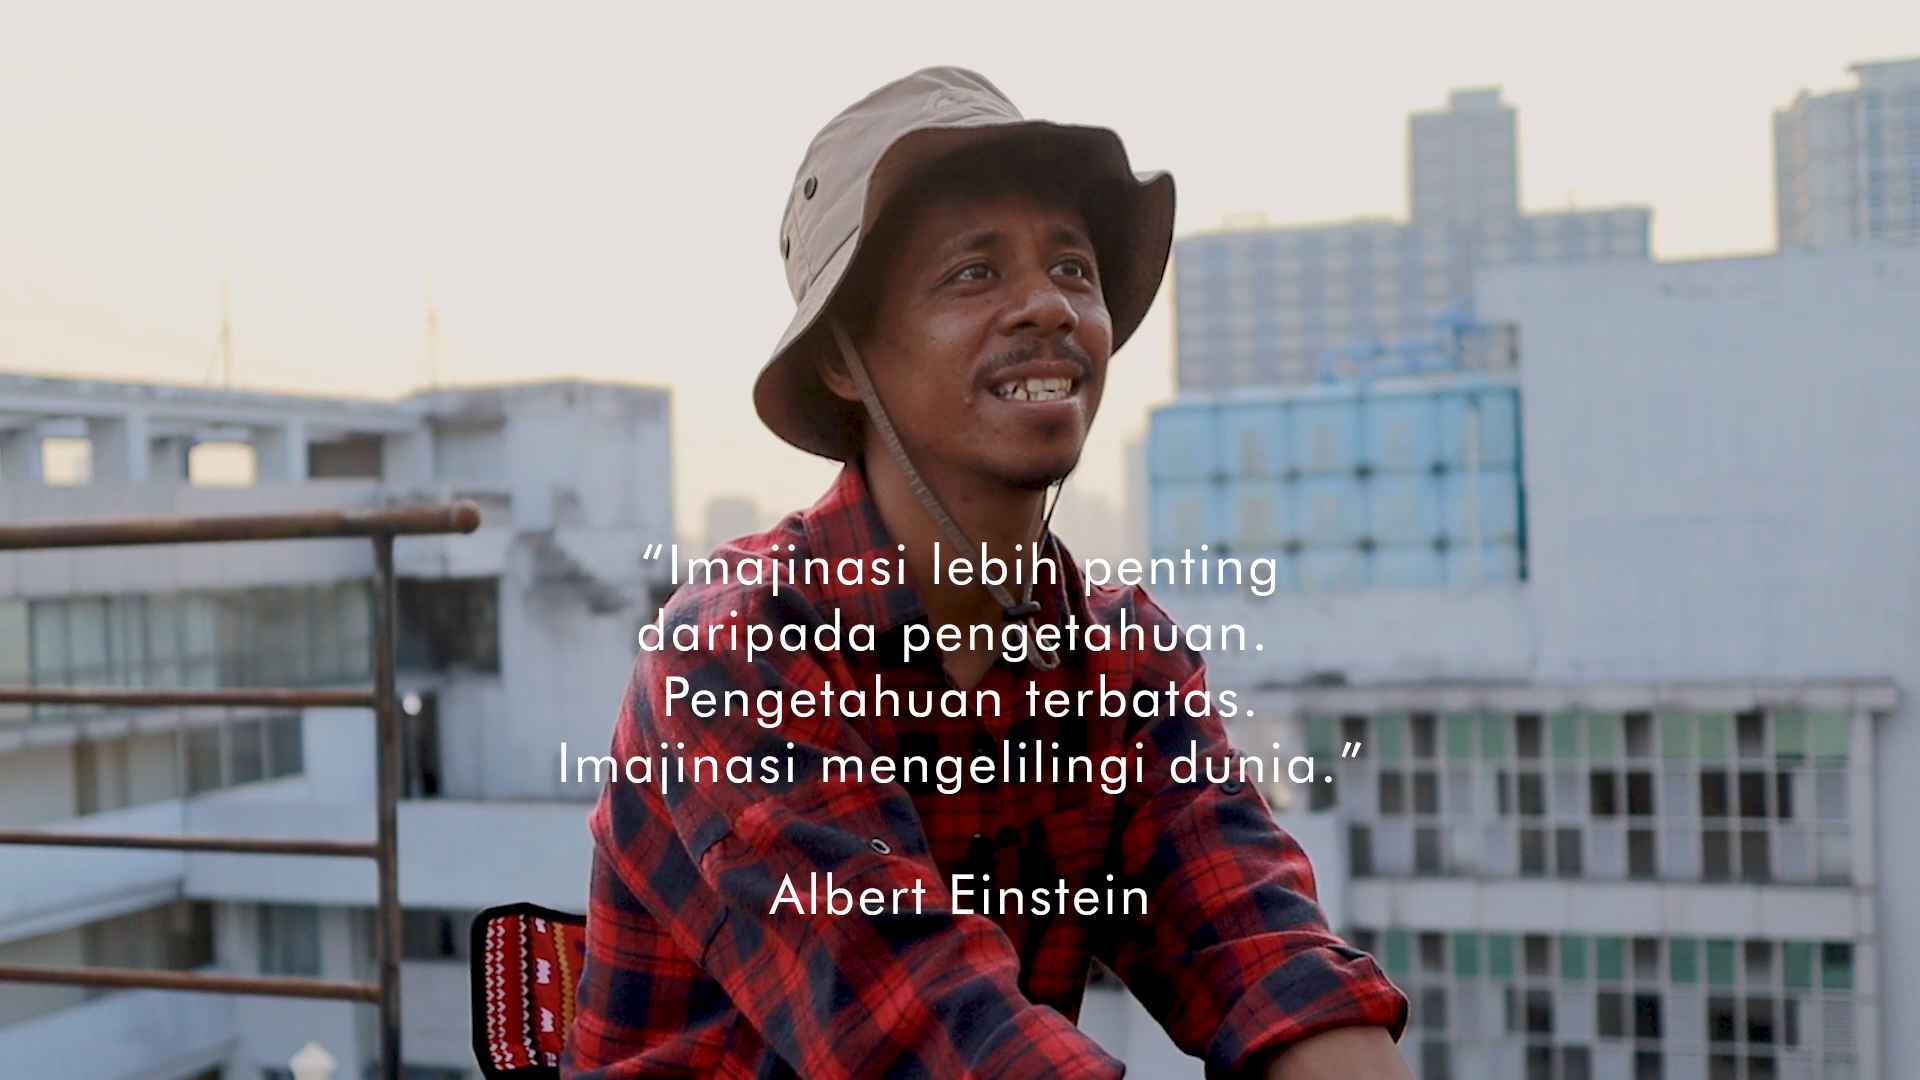 “Imajinasi lebih penting
daripada pengetahuan.
Pengetahuan terbatas.
Imajinasi mengelilingi dunia.”
Albert Einstein